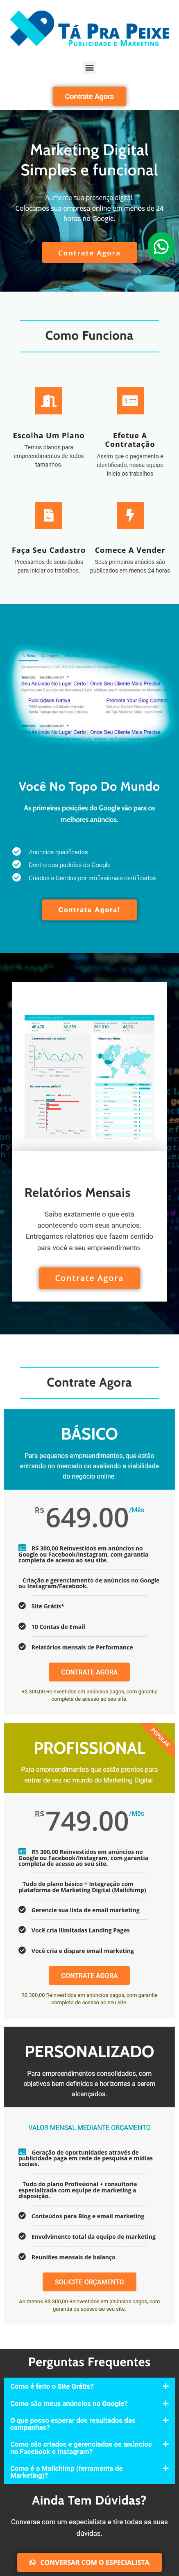 TÁ PRA PEIXE
PUBLICIDADE E MARKETING
Contrate Agora
Marketing Digital
Simples e funcional
Aumente sua presença digital.
Colocamos sua empresa online em menos de 24
horas no Google.
Contrate Agora
Como Funciona
Escolha Um Plano
Temos planos para
empreendimentos de todos
tamanhos.
Efetue A
Contratação
Assim que o pagamento é
identificado, nossa equipe
inicia os trabalhos
Faça Seu Cadastro
Precisamos de seus dados
para iniciar os trabalhos.
Comece A Vender
Seus primeiros anúncios são
publicados em menos 24 horas
Seu Anúncio No Lugar Certo | Onde Seu Cliente Mais Precisa
Publicidade Nativa
Promote Your Blog Content
Seu Anúncio No Lugar Certo | Onde Seu Cliente Mais Precisa
Você No Topo Do Mundo
As primeiras posições do Google são para os
melhores anúncios.
Anúncios qualificados
Dentro dos padrões do Google
Criados e Geridos por profissionais certificados
Contrate Agora!
Relatórios Mensais
Saiba exatamente o que está
acontecendo com seus anúncios.
Entregamos relatórios que fazem sentido
para você e seu empreendimento.
Contrate Agora
Contrate Agora
BÁSICO
Para pequenos empreendimentos, que estão
entrando no mercado ou avaliando a viabilidade
do negócio online.
R$ 649.00 /Mês
R$ 300,00 Reinvestidos em anúncios no
Google ou Facebook/Instagram, com garantia
completa de acesso ao seu site.
Criação e gerenciamento de anúncios no Google
ou Instagram/Facebook.
Site Grátis*
10 Contas de Email
Relatórios mensais de Performance
CONTRATE AGORA
R$ 300,00 Reinvestidos em anúncios pagos, com garantia
completa de acesso ao seu site.
POPULAR
PROFISSIONAL
Para empreendimentos que estão prontos para
entrar de vez no mundo do Marketing Digital.
R$ 749.00 /Mês
R$ 300,00 Reinvestidos em anúncios no
Google ou Facebook/Instagram, com garantia
completa de acesso ao seu site.
Tudo do plano básico + Integração com
plataforma de Marketing Digital (Mailchimp)
Gerencie sua lista de email marketing
Você cria Ilimitadas Landing Pages
Você cria e dispare email marketing
CONTRATE AGORA
R$ 300,00 Reinvestidos em anúncios pagos, com garantia
completa de acesso ao seu site.
PERSONALIZADO
Para empreendimentos consolidados, com
objetivos bem definidos e horizontes a serem
alcançados.
VALOR MENSAL MEDIANTE ORÇAMENTO
Geração de oportunidades através de
publicidade paga em rede de pesquisa e mídias
sociais.
Tudo do plano Profissional + consultoria
especializada com equipe de marketing a
disposição.
Conteúdos para Blog e email marketing
Envolvimento total da equipe de marketing
Reuniões mensais de balanço
SOLICITE ORÇAMENTO
Ao menos R$ 300,00 Reinvestidos em anúncios pagos, com
garantia de acesso ao seu site.
Perguntas Frequentes
Como é feito o Site Grátis?
Como são meus anúncios no Google?
O que posso esperar dos resultados das
campanhas?
Como são criados e gerenciados os anúncios
no Facebook e Instagram?
Como é o Mailchimp (ferramenta de
Marketing)?
Ainda Tem Dúvidas?
Converse com um especialista e tire todas as suas
dúvidas.
CONVERSAR COM O ESPECIALISTA